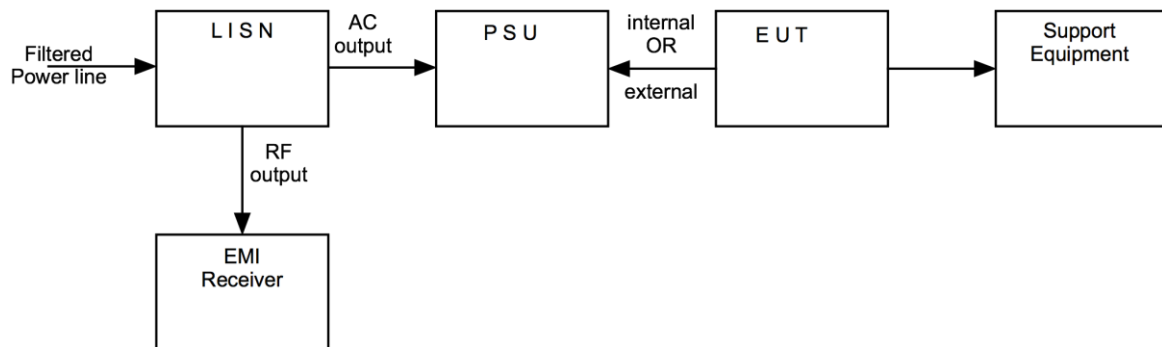 Filtered
Power line
L I S N
AC
output
P S U
internal
OR
external
E U T
Support
Equipment
RF
output
EMI
Receiver